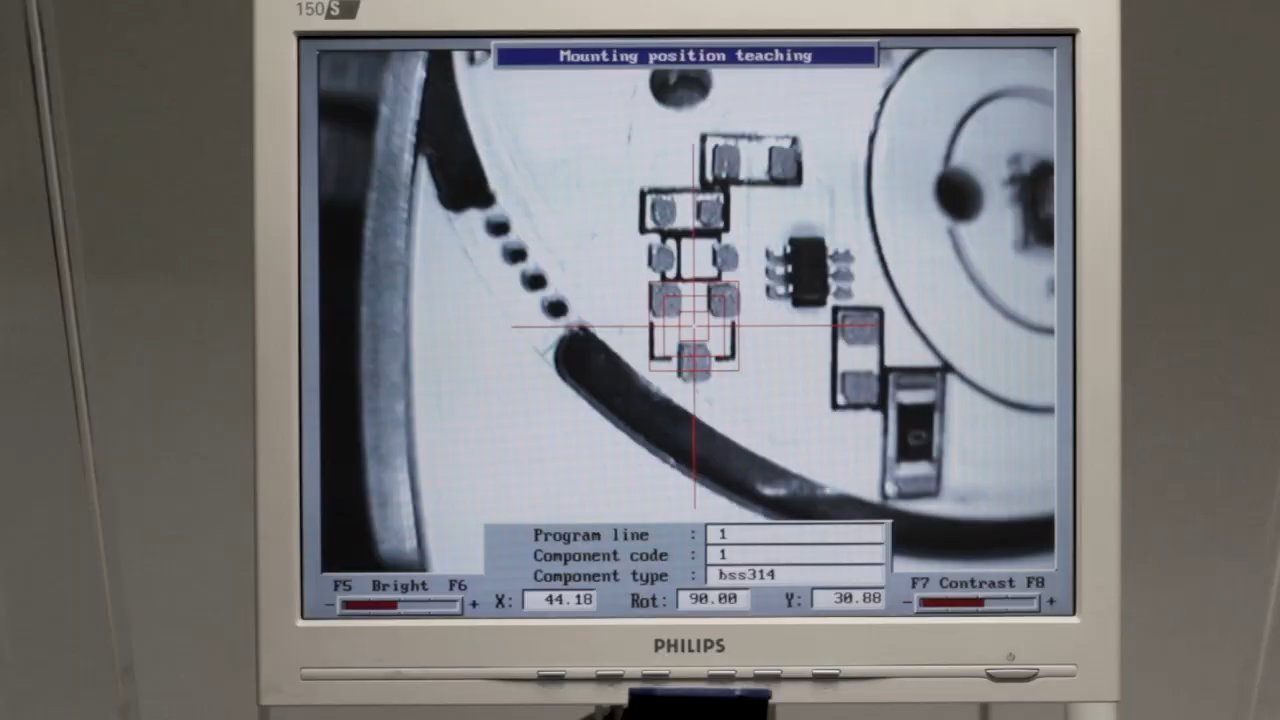 150S
Mounting position teaching
Program line : 1
Component code : 1
Component type : bss314
F5 Bright F6
F7 Contrast F8
- +
X: 44.18 Rot: 90.00 Y: 30.88
- +
PHILIPS